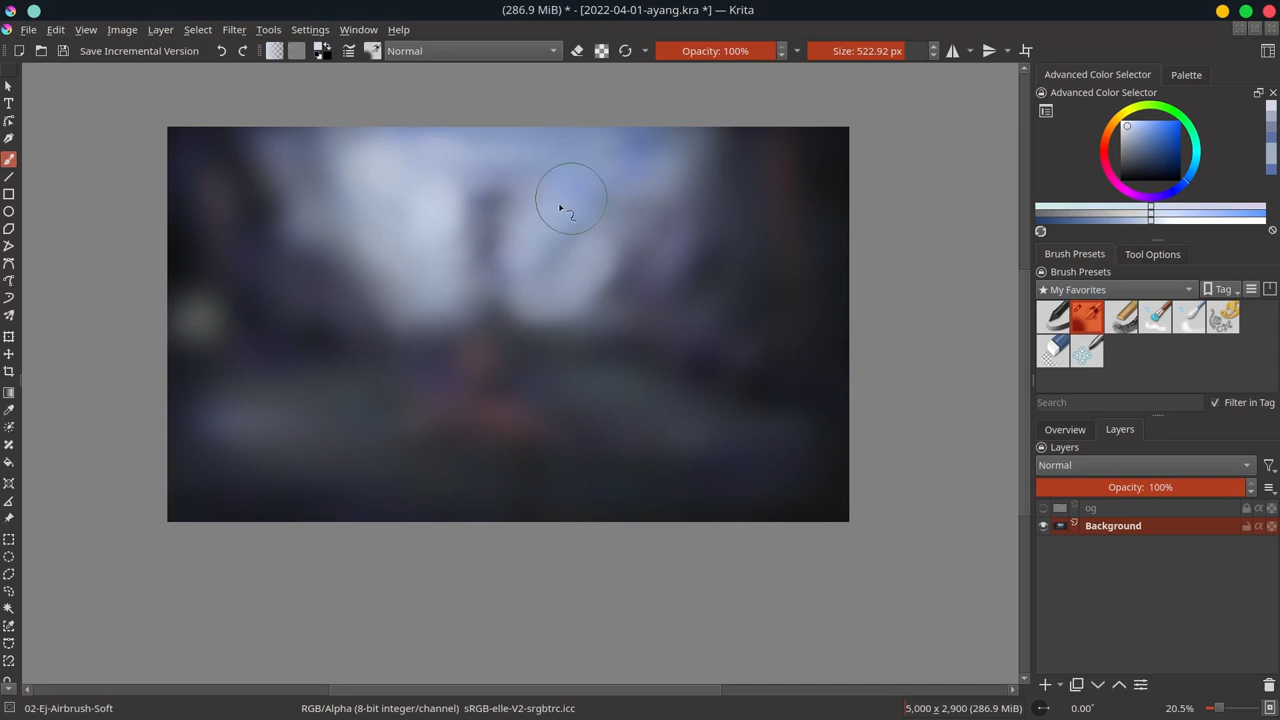 (286.9 MiB) * - [2022-04-01-ayang.kra *] — Krita
File Edit View Image Layer Select Filter Tools Settings Window Help
Save Incremental Version Normal Opacity: 100% Size: 522.92 px
Advanced Color Selector Palette
Advanced Color Selector
Brush Presets Tool Options
Brush Presets
★ My Favorites Tag
Search Filter in Tag
Overview Layers
Layers
Normal
Opacity: 100%
og
Background
02-Ej-Airbrush-Soft RGB/Alpha (8-bit integer/channel) sRGB-elle-V2-srgbtrc.icc 5,000 x 2,900 (286.9 MiB) 0.00° 20.5%